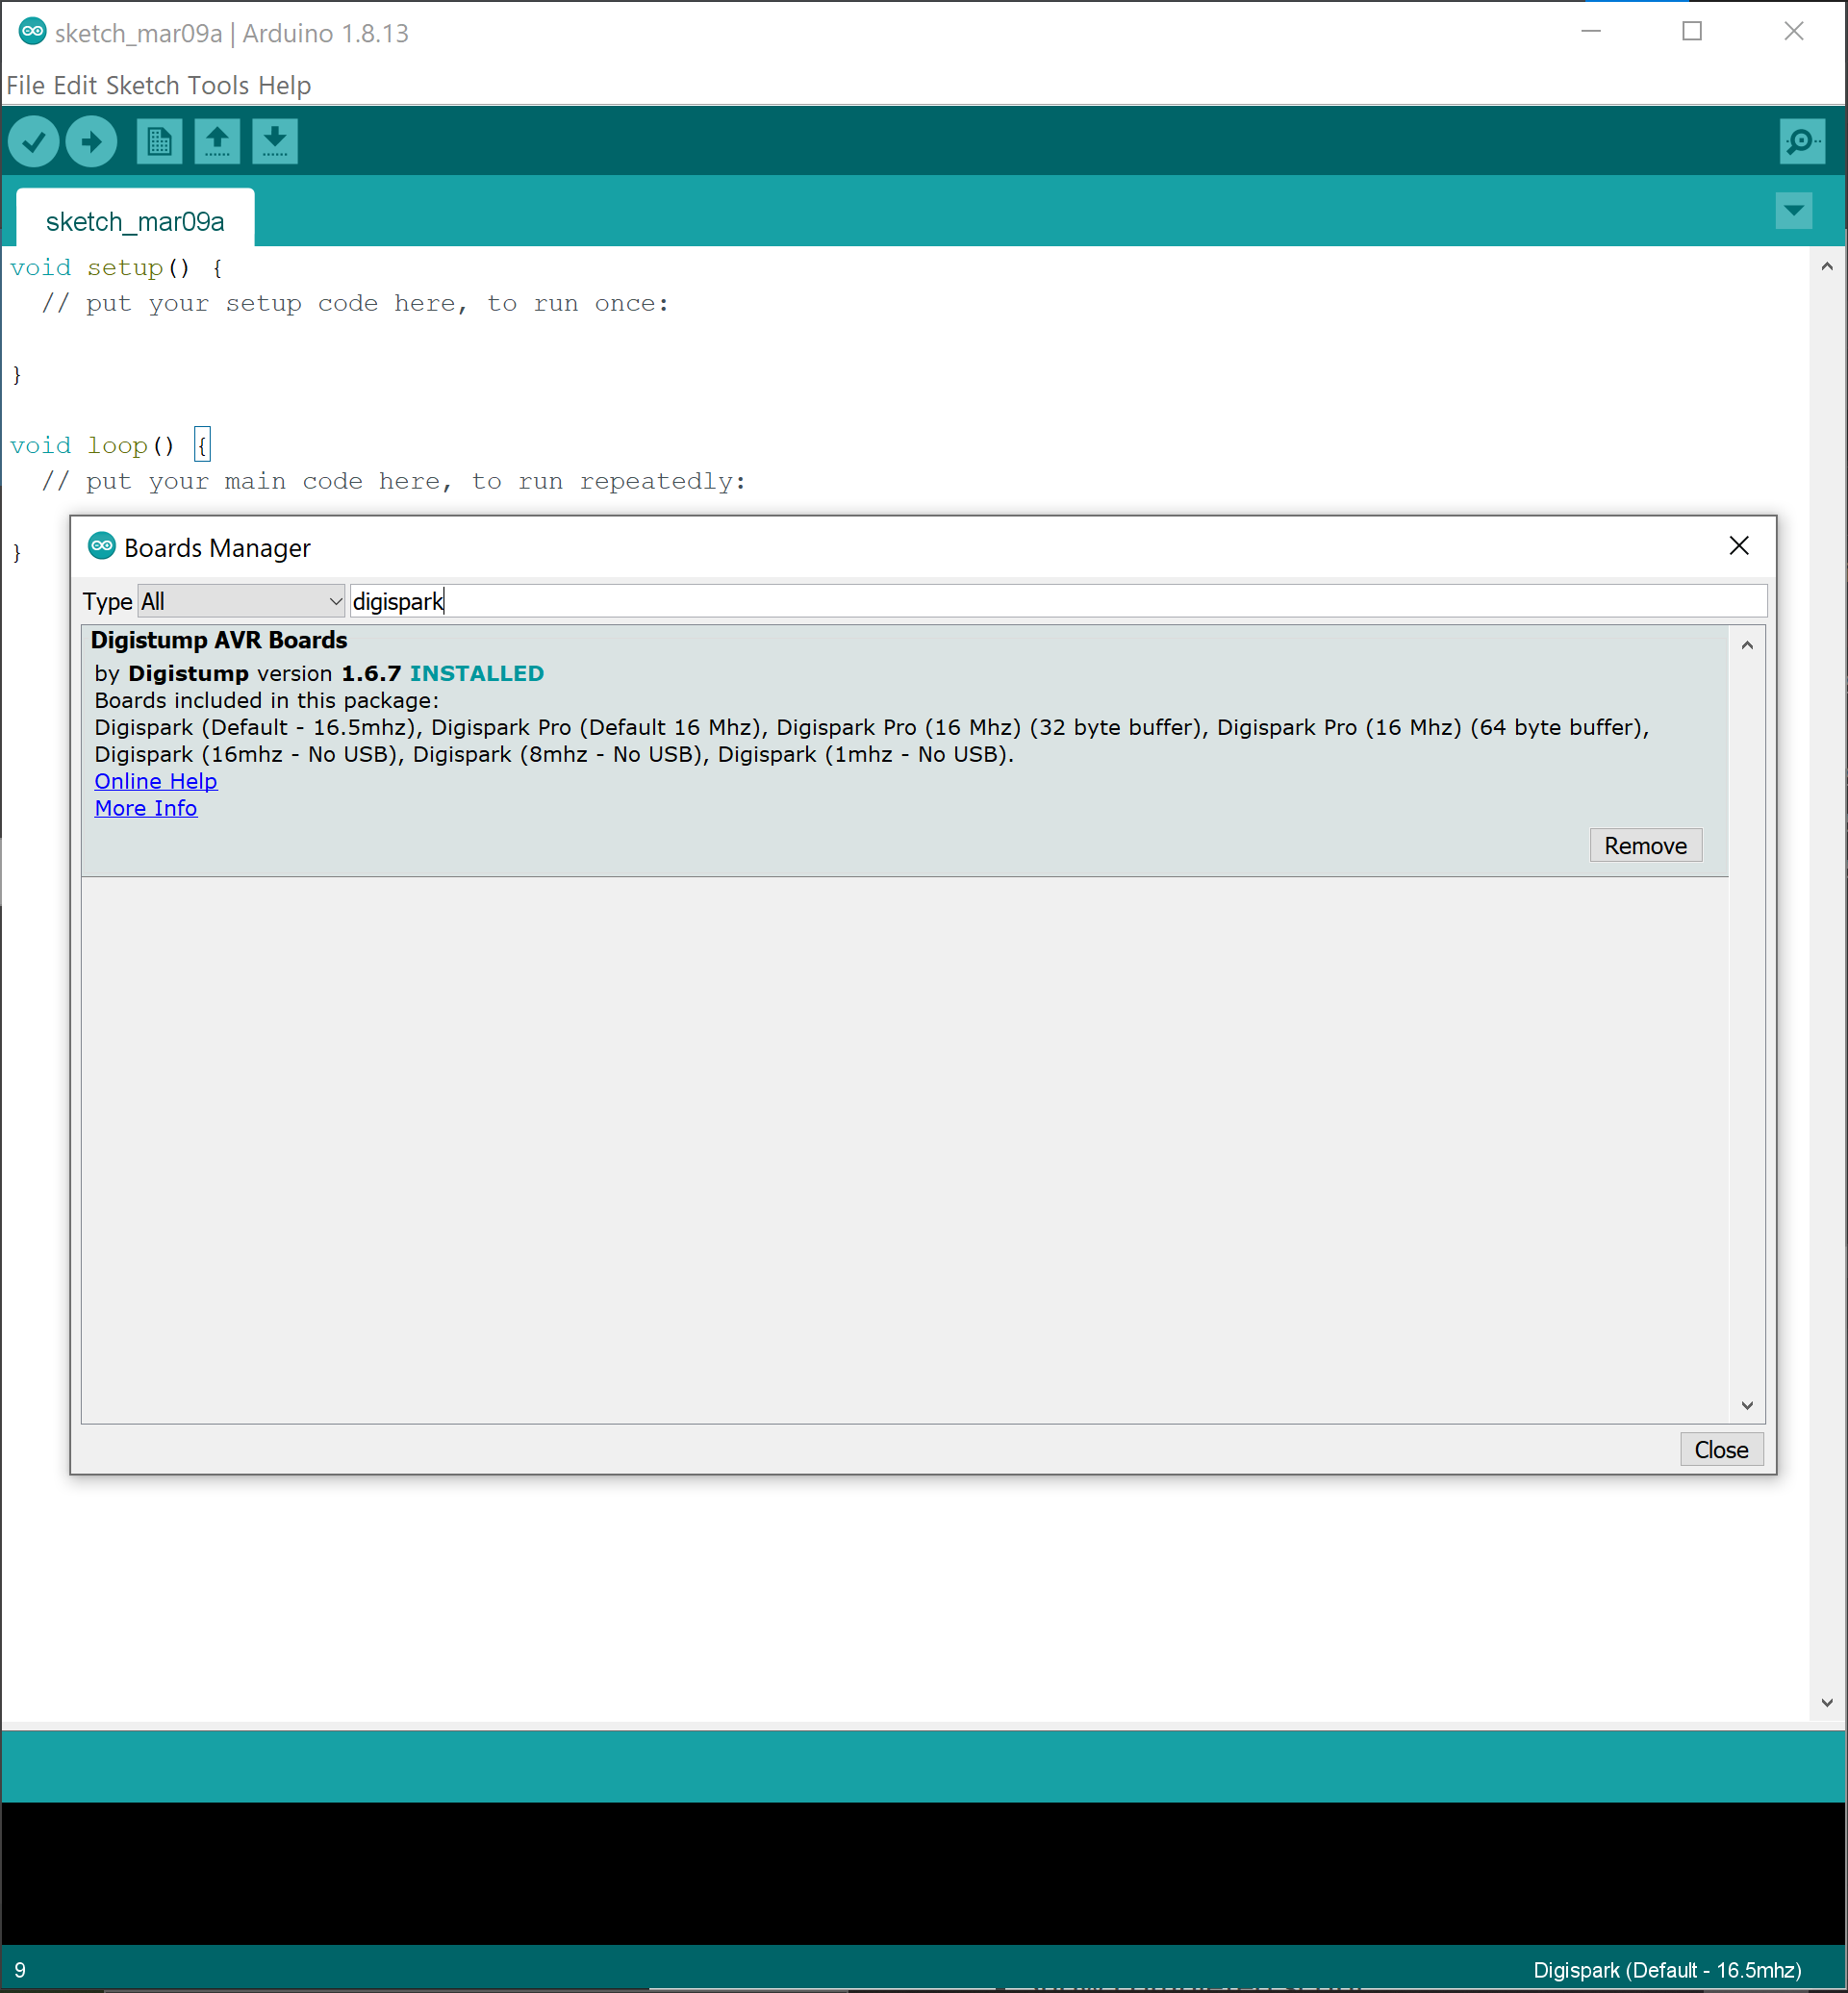 sketch_mar09a | Arduino 1.8.13
File Edit Sketch Tools Help
sketch_mar09a
void setup() {
// put your setup code here, to run once:
}
void loop() {
// put your main code here, to run repeatedly:
}
Boards Manager
Type All digispark
Digistump AVR Boards
by Digistump version 1.6.7 INSTALLED
Boards included in this package:
Digispark (Default - 16.5mhz), Digispark Pro (Default 16 Mhz), Digispark Pro (16 Mhz) (32 byte buffer), Digispark Pro (16 Mhz) (64 byte buffer),
Digispark (16mhz - No USB), Digispark (8mhz - No USB), Digispark (1mhz - No USB).
Online Help
More Info
Remove
Close
9 Digispark (Default - 16.5mhz)